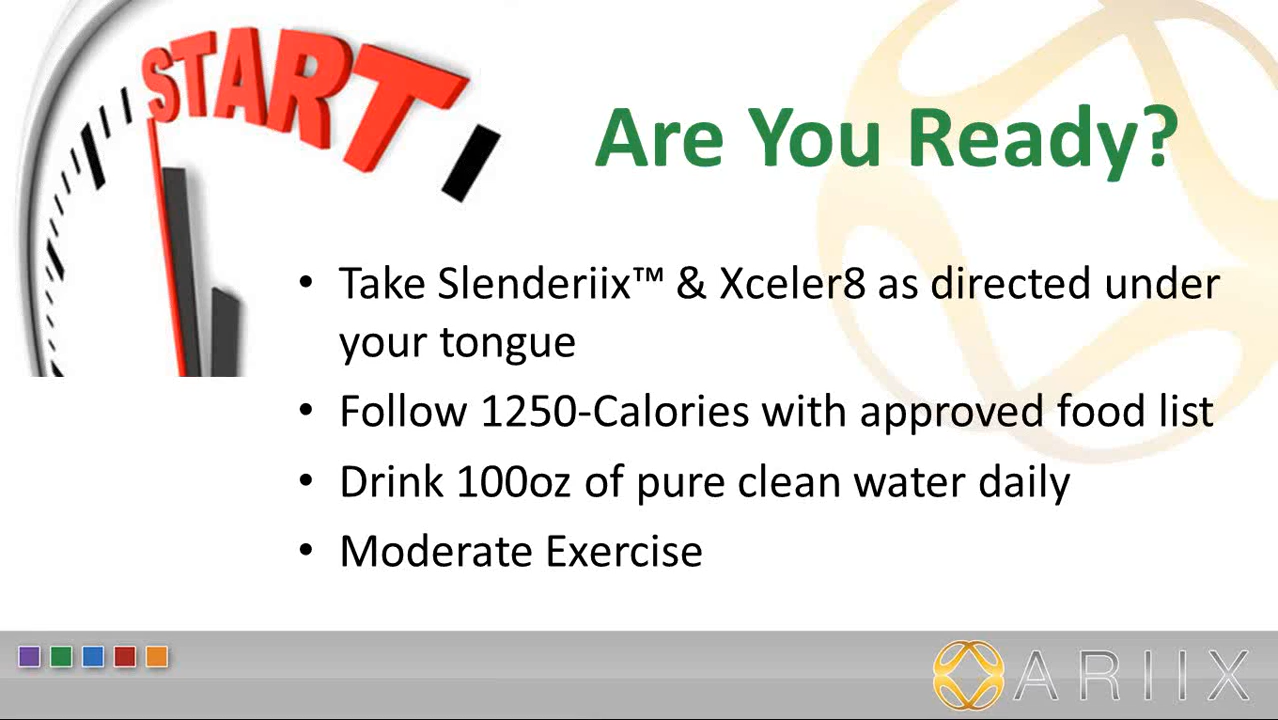 START
Are You Ready?
• Take Slenderiix™ & Xceler8 as directed under
your tongue
• Follow 1250-Calories with approved food list
• Drink 100oz of pure clean water daily
• Moderate Exercise
ARIIX